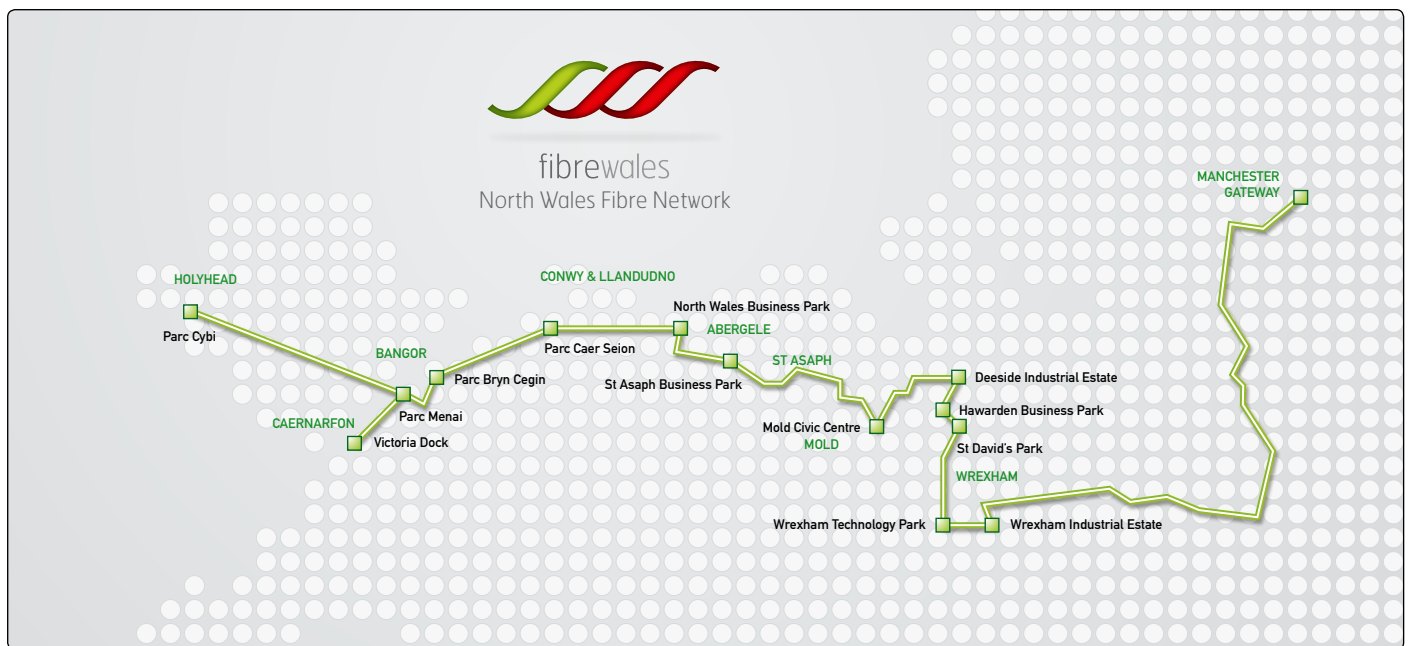 fibrewales
North Wales Fibre Network
MANCHESTER
GATEWAY
HOLYHEAD
Parc Cybi
CONWY & LLANDUDNO
North Wales Business Park
ABERGELE
Parc Caer Seion
BANGOR
Parc Bryn Cegin
ST ASAPH
St Asaph Business Park
Deeside Industrial Estate
Hawarden Business Park
Parc Menai
CAERNARFON
Victoria Dock
Mold Civic Centre
MOLD
St David's Park
WREXHAM
Wrexham Technology Park
Wrexham Industrial Estate